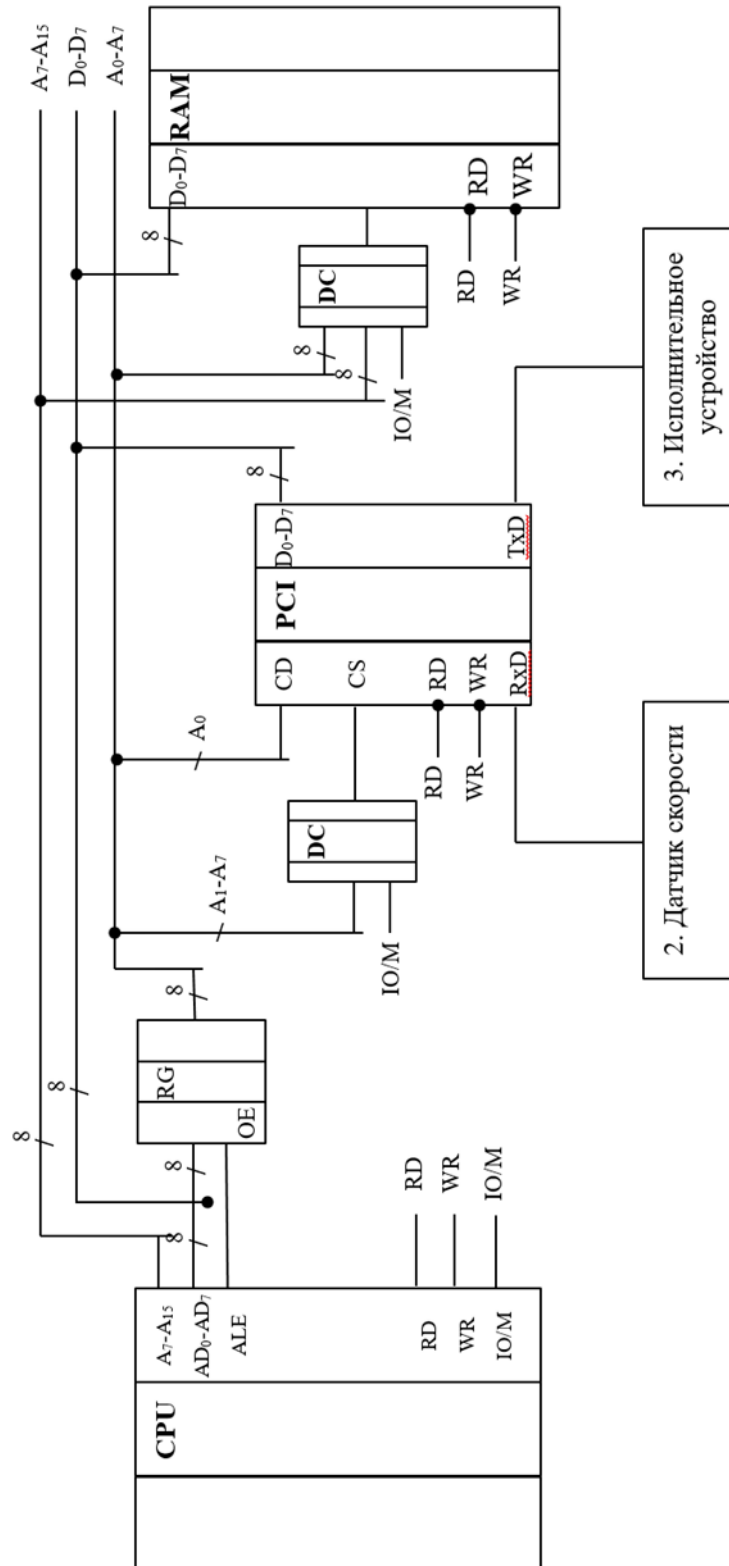 CPU
A7-A15
AD0-AD7
ALE
RD
WR
IO/M
RD
WR
IO/M
8
8
8
8
RG
OE
8
A7-A15
D0-D7
A0-A7
A1-A7
IO/M
DC
A0
CD
CS
RD
WR
RxD
RD
WR
PCI
D0-D7
TxD
8
IO/M
8
8
DC
8
RD
WR
D0-D7
RD
WR
RAM
2. Датчик скорости
3. Исполнительное
устройство